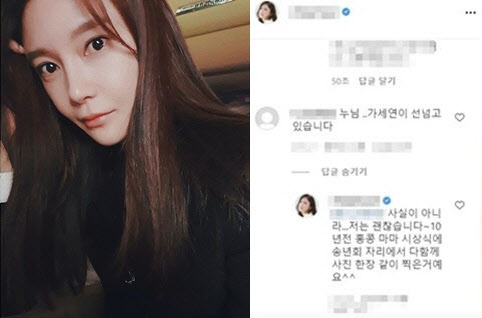 50초 답글 달기
누님 ..가세연이 선넘고
있습니다
답글 숨기기
사실이 아니
라...저는 괜찮습니다~10
년전 홍콩 마마 시상식에
송년회 자리에서 다함께
사진 한장 같이 찍은거예
요^^